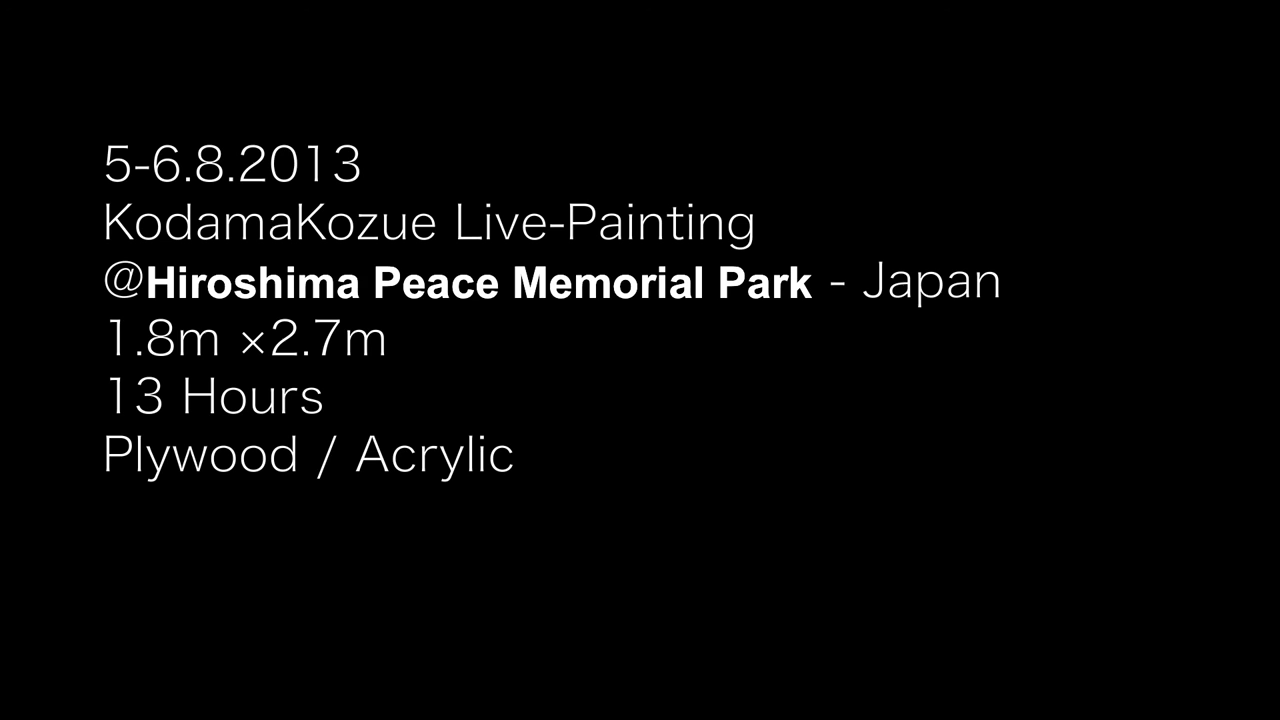 5-6.8.2013
KodamaKozue Live-Painting
@Hiroshima Peace Memorial Park - Japan
1.8m ×2.7m
13 Hours
Plywood / Acrylic